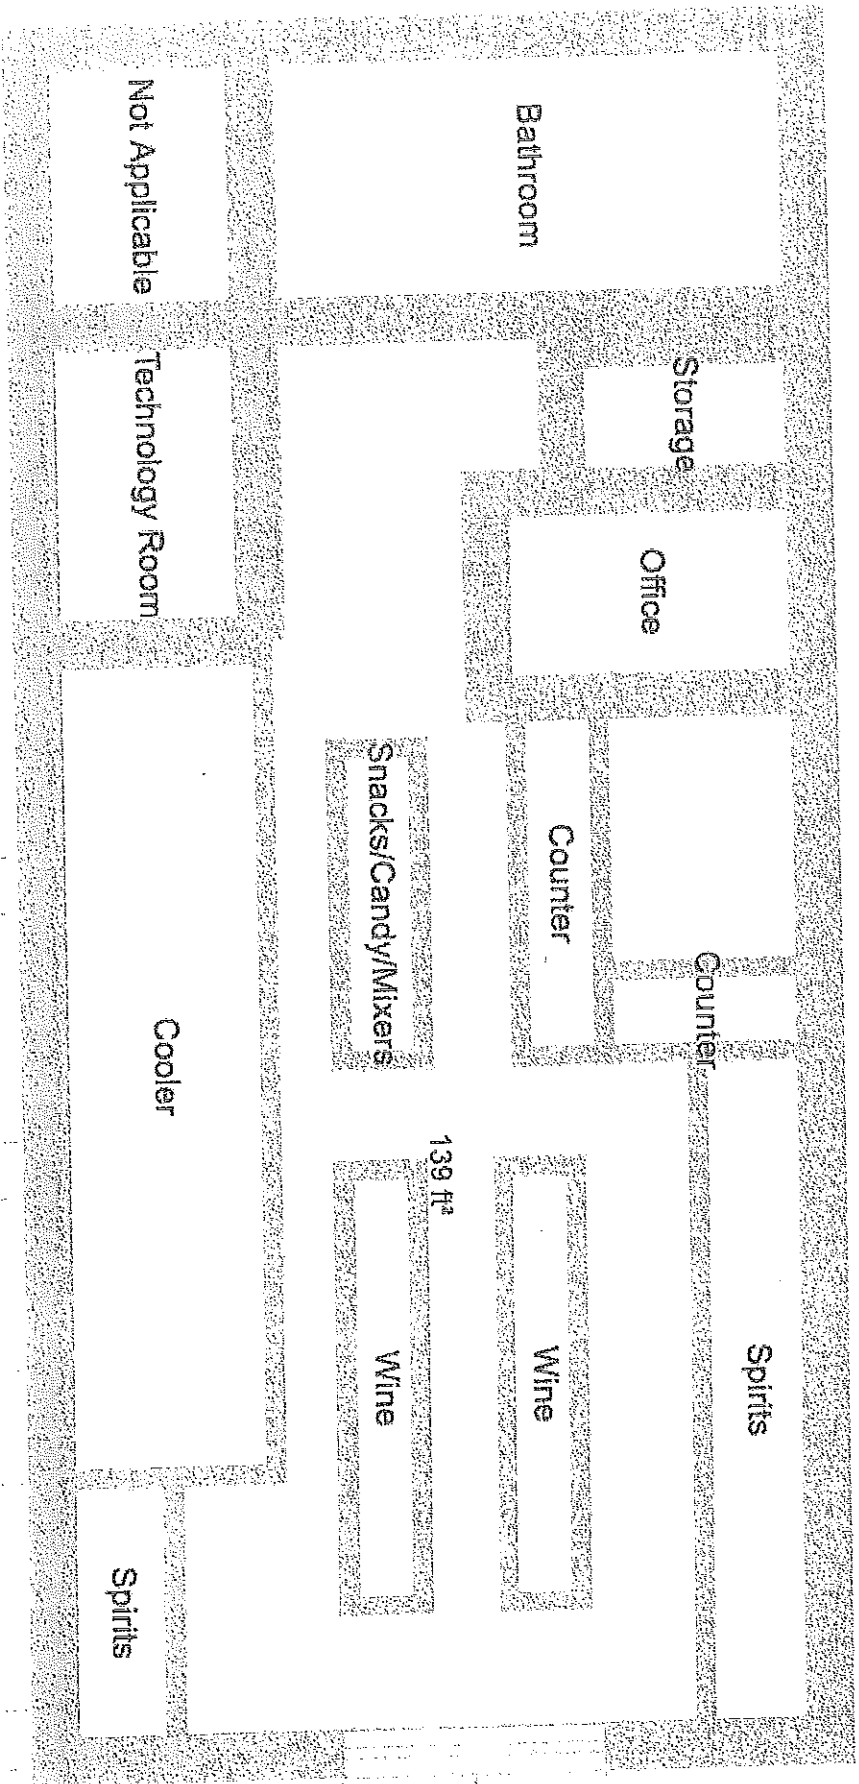 Bathroom
Not Applicable
Storage
Technology Room
Office
Snacks/Candy/Mixers
Counter
Counter
Cooler
139 ft²
Spirits
Wine
Wine
Spirits